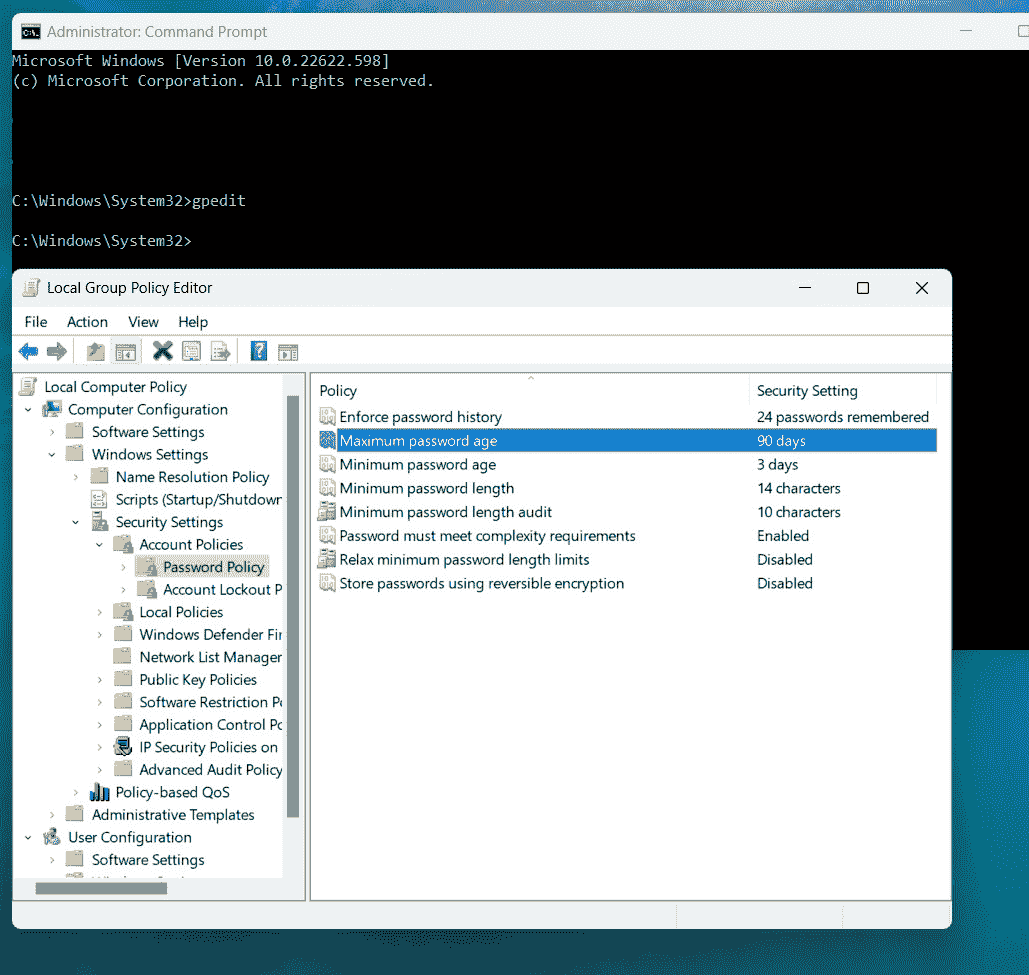 Administrator: Command Prompt
Microsoft Windows [Version 10.0.22622.598]
(c) Microsoft Corporation. All rights reserved.
C:\Windows\System32>gpedit
C:\Windows\System32>
Local Group Policy Editor
File Action View Help
Local Computer Policy
Computer Configuration
Software Settings
Windows Settings
Name Resolution Policy
Scripts (Startup/Shutdown
Security Settings
Account Policies
Password Policy
Account Lockout P
Local Policies
Windows Defender Fir
Network List Manager
Public Key Policies
Software Restriction Po
Application Control Po
IP Security Policies on
Advanced Audit Policy
Policy-based QoS
Administrative Templates
User Configuration
Software Settings
Policy Security Setting
Enforce password history 24 passwords remembered
Maximum password age 90 days
Minimum password age 3 days
Minimum password length 14 characters
Minimum password length audit 10 characters
Password must meet complexity requirements Enabled
Relax minimum password length limits Disabled
Store passwords using reversible encryption Disabled